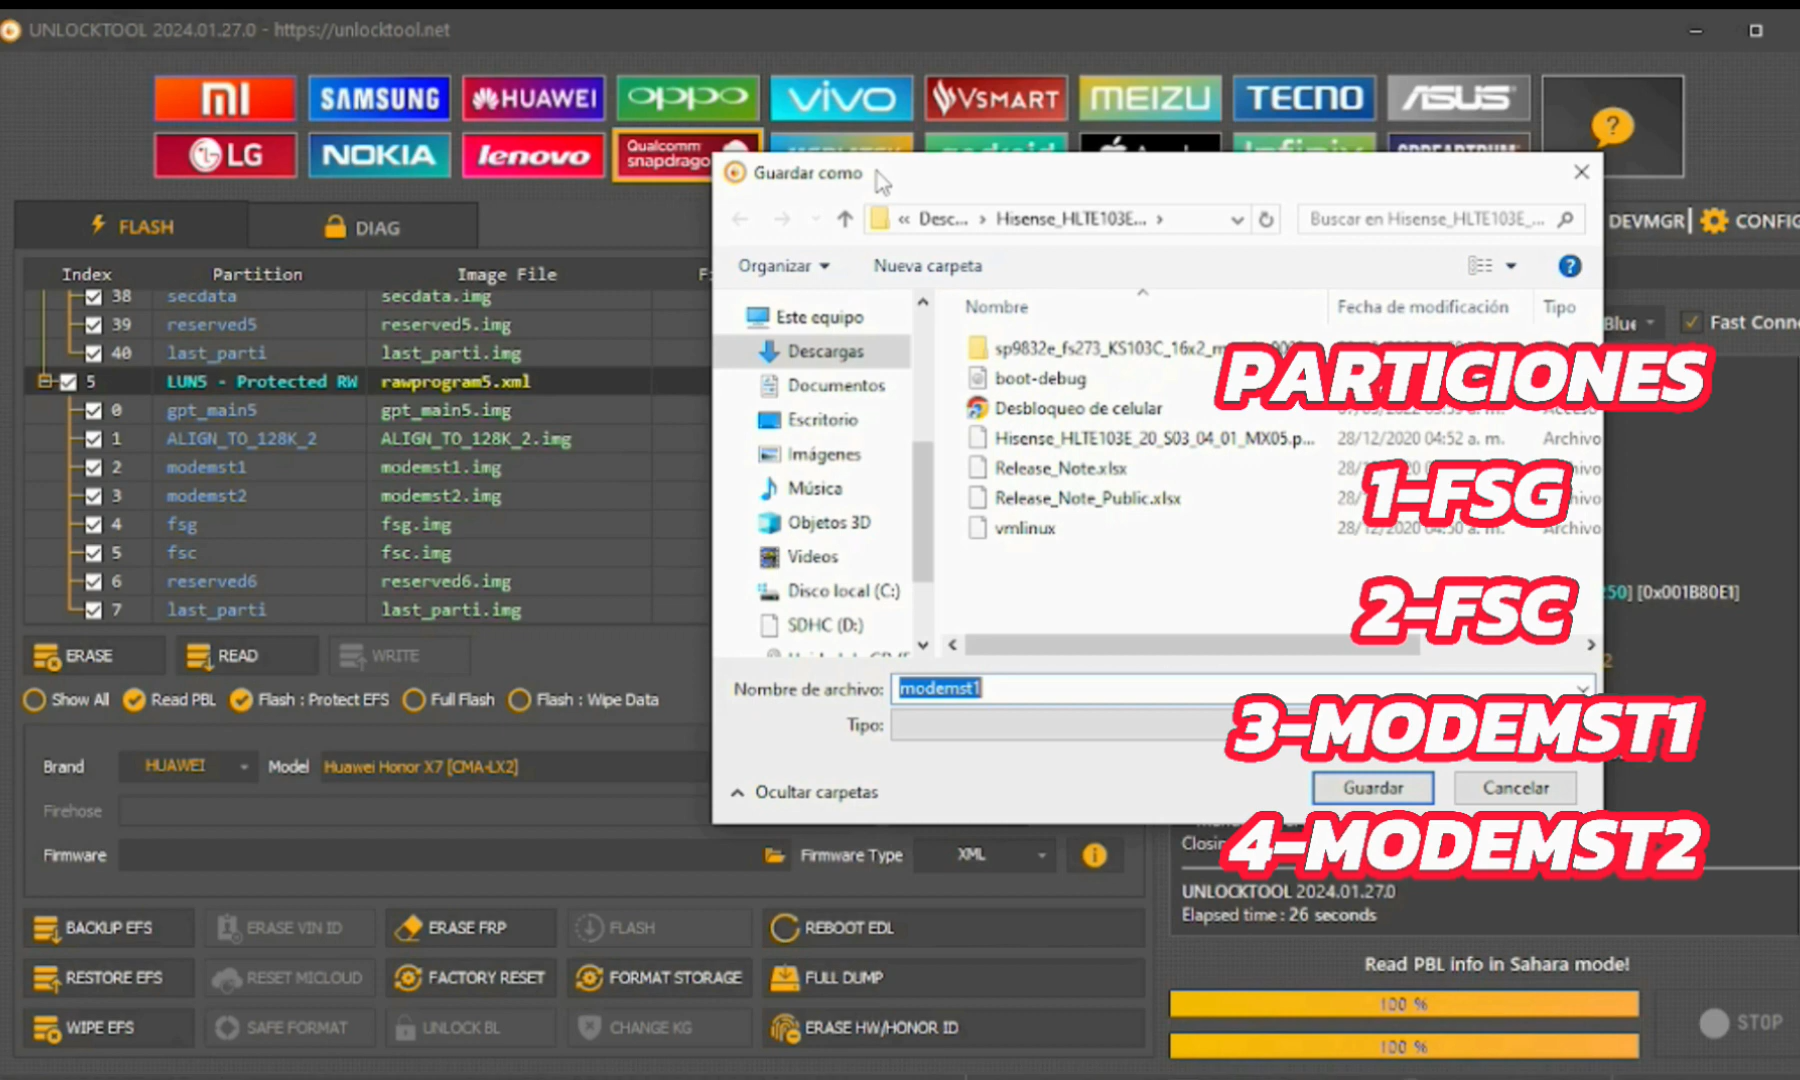 UNLOCKTOOL 2024.01.27.0 - https://unlocktool.net
mi SAMSUNG HUAWEI oppo vivo VSMART MEIZU TECNO ASUS
LG NOKIA lenovo Qualcomm
snapdrago
FLASH
DIAG
DEVMGR| CONFIG
Index Partition Image File
38 secdata secdata.img
39 reserved5 reserved5.img
40 last_parti last_parti.img
5 LUN5 - Protected RW rawprogram5.xml
0 gpt_main5 gpt_main5.img
1 ALIGN_TO_128K_2 ALIGN_TO_128K_2.img
2 modemst1 modemst1.img
3 modemst2 modemst2.img
4 fsg fsg.img
5 fsc fsc.img
6 reserved6 reserved6.img
7 last_parti last_parti.img
ERASE READ WRITE
Show All Read PBL Flash : Protect EFS Full Flash Flash : Wipe Data
Brand HUAWEI Model Huawei Honor X7 [CMA-LX2]
Firehose
Firmware Firmware Type XML
BACKUP EFS ERASE VIN ID ERASE FRP FLASH REBOOT EDL
RESTORE EFS RESET MICLOUD FACTORY RESET FORMAT STORAGE FULL DUMP
WIPE EFS SAFE FORMAT UNLOCK BL CHANGE KG ERASE HW/HONOR ID
Guardar como
« Desc... › Hisense_HLTE103E... ›
Buscar en Hisense_HLTE103E_...
Organizar Nueva carpeta
Este equipo
Descargas
Documentos
Escritorio
Imágenes
Música
Objetos 3D
Videos
Disco local (C:)
SDHC (D:)
Nombre Fecha de modificación Tipo
boot-debug
Desbloqueo de celular
Hisense_HLTE103E_20_S03_04_01_MX05.p... 28/12/2020 04:52 a. m. Archivo
Release_Note.xlsx
Release_Note_Public.xlsx
vmlinux
Nombre de archivo: modemst1
Tipo:
Ocultar carpetas
Guardar Cancelar
PARTICIONES
1-FSG
2-FSC
3-MODEMST1
4-MODEMST2
Fast Conn
50] [0x001B80E1]
Closin
UNLOCKTOOL 2024.01.27.0
Elapsed time : 26 seconds
Read PBL info in Sahara mode!
100 %
100 %
STOP